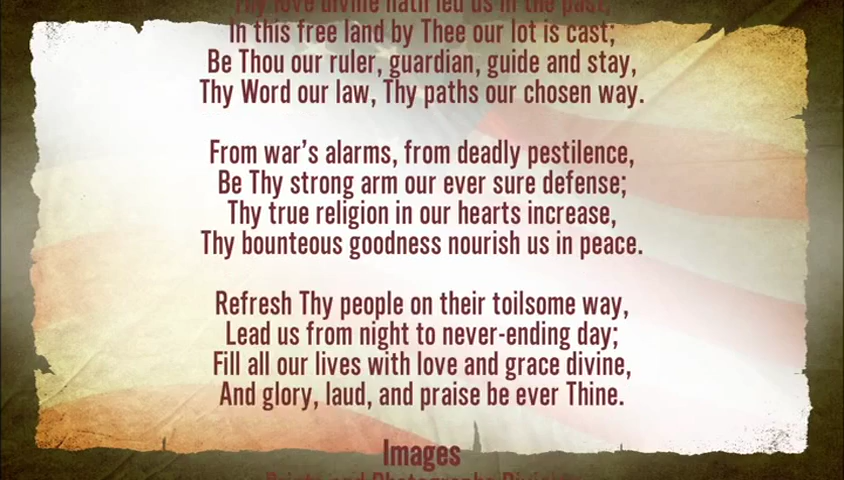 Thy love divine hath led us in the past,
In this free land by Thee our lot is cast;
Be Thou our ruler, guardian, guide and stay,
Thy Word our law, Thy paths our chosen way.
From war's alarms, from deadly pestilence,
Be Thy strong arm our ever sure defense;
Thy true religion in our hearts increase,
Thy bounteous goodness nourish us in peace.
Refresh Thy people on their toilsome way,
Lead us from night to never-ending day;
Fill all our lives with love and grace divine,
And glory, laud, and praise be ever Thine.
Images
Prints and Photographs Division